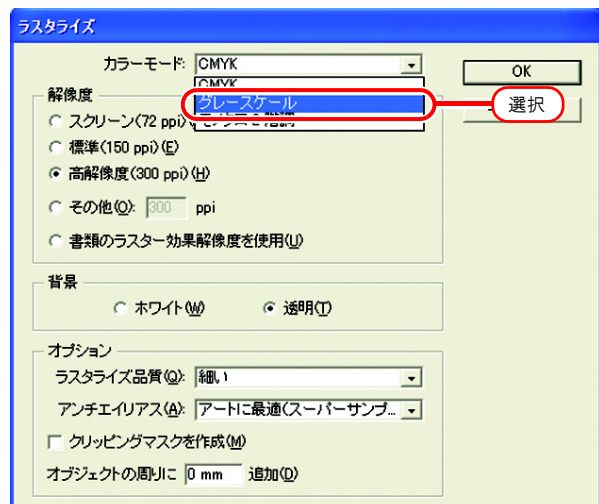 ラスタライズ
カラーモード: CMYK
OK
CMYK
グレースケール
選択
解像度
スクリーン(72 ppi)
標準(150 ppi)(E)
高解像度(300 ppi)(H)
その他(O): 300 ppi
書類のラスター効果解像度を使用(U)
背景
ホワイト(W) 透明(T)
オプション
ラスタライズ品質(Q): 細い
アンチエイリアス(A): アートに最適(スーパーサンプ...
クリッピングマスクを作成(M)
オブジェクトの周りに 0 mm 追加(D)